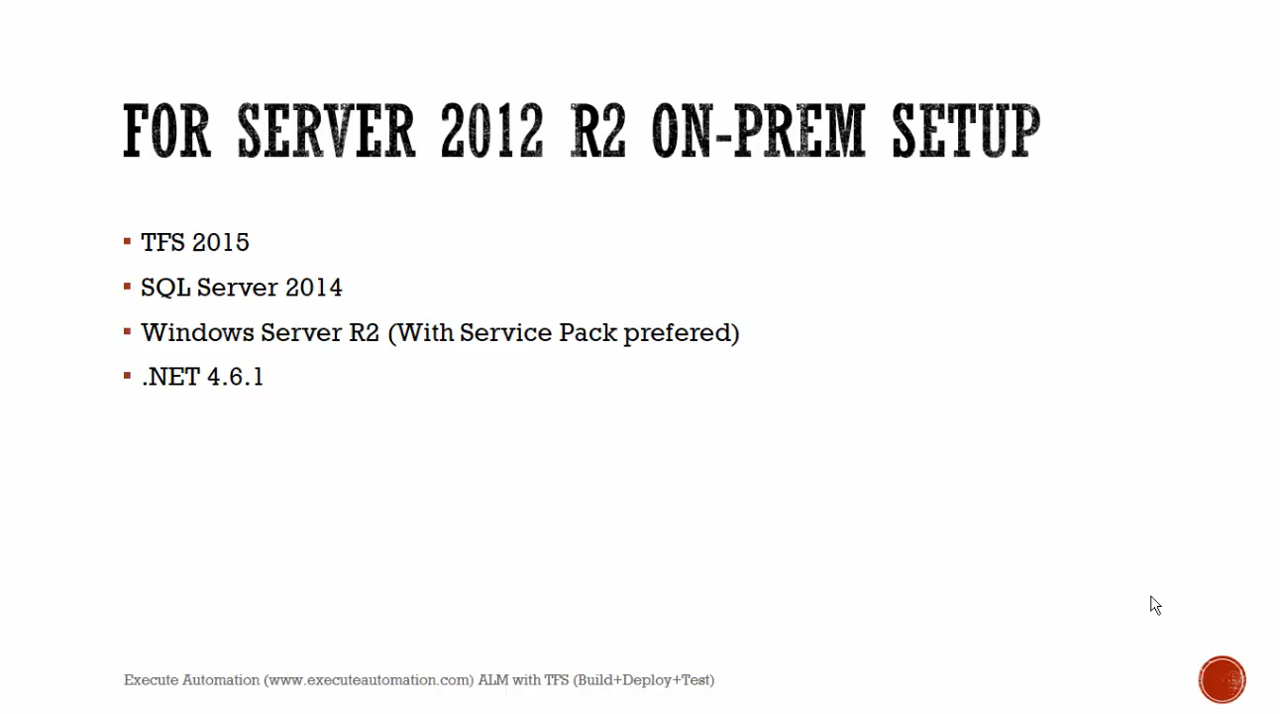 FOR SERVER 2012 R2 ON-PREM SETUP
TFS 2015
SQL Server 2014
Windows Server R2 (With Service Pack prefered)
.NET 4.6.1
Execute Automation (www.executeautomation.com) ALM with TFS (Build+Deploy+Test)